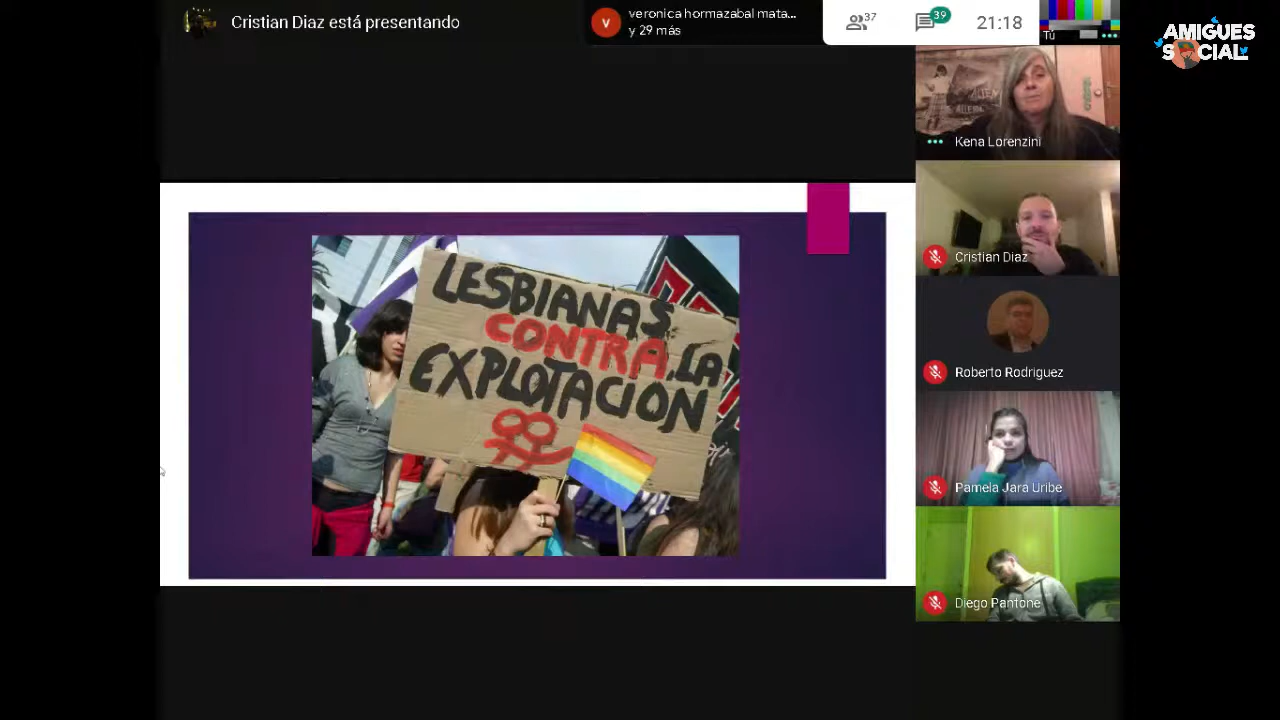 Cristian Diaz está presentando
V
veronica hormazabal mata...
y 29 más
37
39
21:18
Tú
AMIGUES
SOCIAL
Kena Lorenzini
Cristian Diaz
Roberto Rodriguez
Pamela Jara Uribe
Diego Pantone
LESBIANAS
CONTRA LA
EXPLOTACION